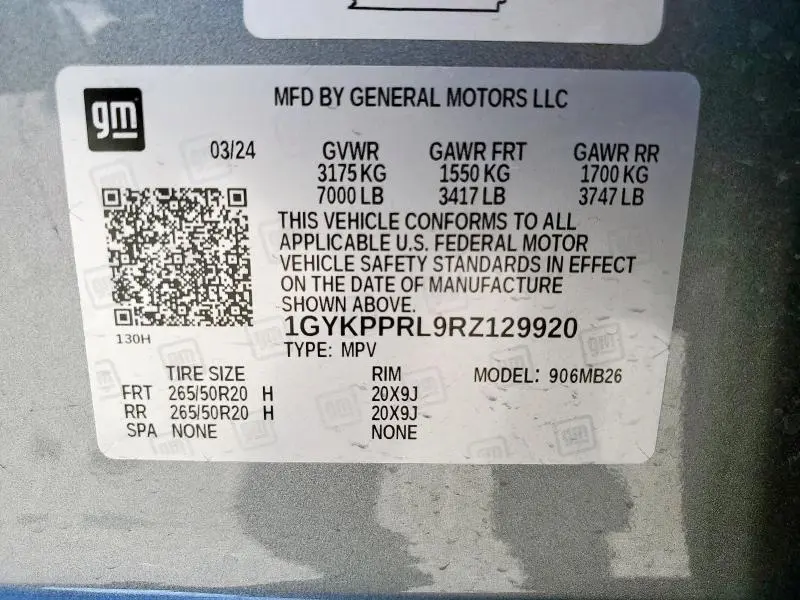 gm
MFD BY GENERAL MOTORS LLC
03/24 GVWR GAWR FRT GAWR RR
3175 KG 1550 KG 1700 KG
7000 LB 3417 LB 3747 LB
THIS VEHICLE CONFORMS TO ALL
APPLICABLE U.S. FEDERAL MOTOR
VEHICLE SAFETY STANDARDS IN EFFECT
ON THE DATE OF MANUFACTURE
SHOWN ABOVE.
1GYKPPRL9RZ129920
130H
TYPE: MPV
TIRE SIZE RIM MODEL: 906MB26
FRT 265/50R20 H 20X9J
RR 265/50R20 H 20X9J
SPA NONE NONE